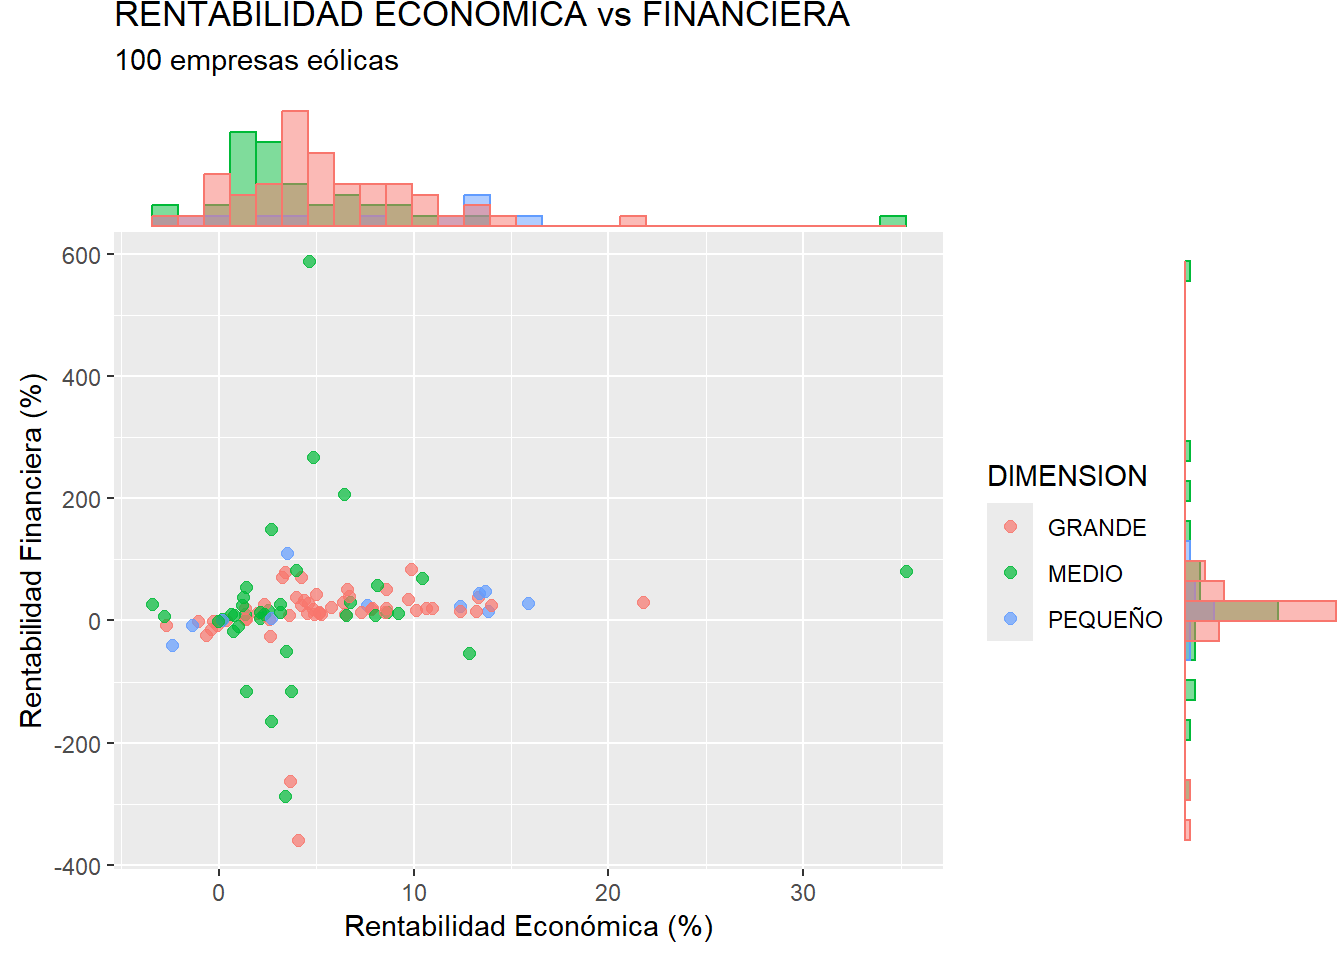 RENTABILIDAD ECONÓMICA vs FINANCIERA
100 empresas eólicas
600
400
200
0
-200
-400
0
10
20
30
Rentabilidad Económica (%)
Rentabilidad Financiera (%)
DIMENSION
GRANDE
MEDIO
PEQUEÑO